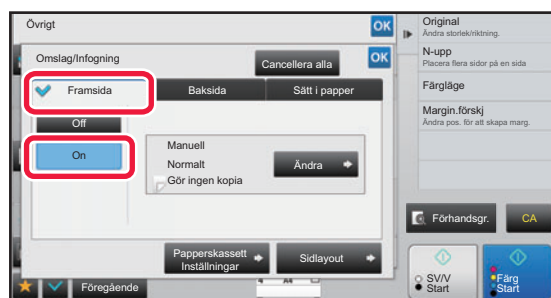 Övrigt
OK
Omslag/Infogning
Cancellera alla
OK
Framsida
Baksida
Sätt i papper
Off
On
Manuell
Normalt
Gör ingen kopia
Ändra
Papperskassett
Inställningar
Sidlayout
Föregående
A4
Original
Ändra storlek/riktning.
N-upp
Placera flera sidor på en sida
Färgläge
Margin.förskj
Ändra pos. för att skapa marg.
Förhandsgr.
CA
SV/V
Start
Färg
Start